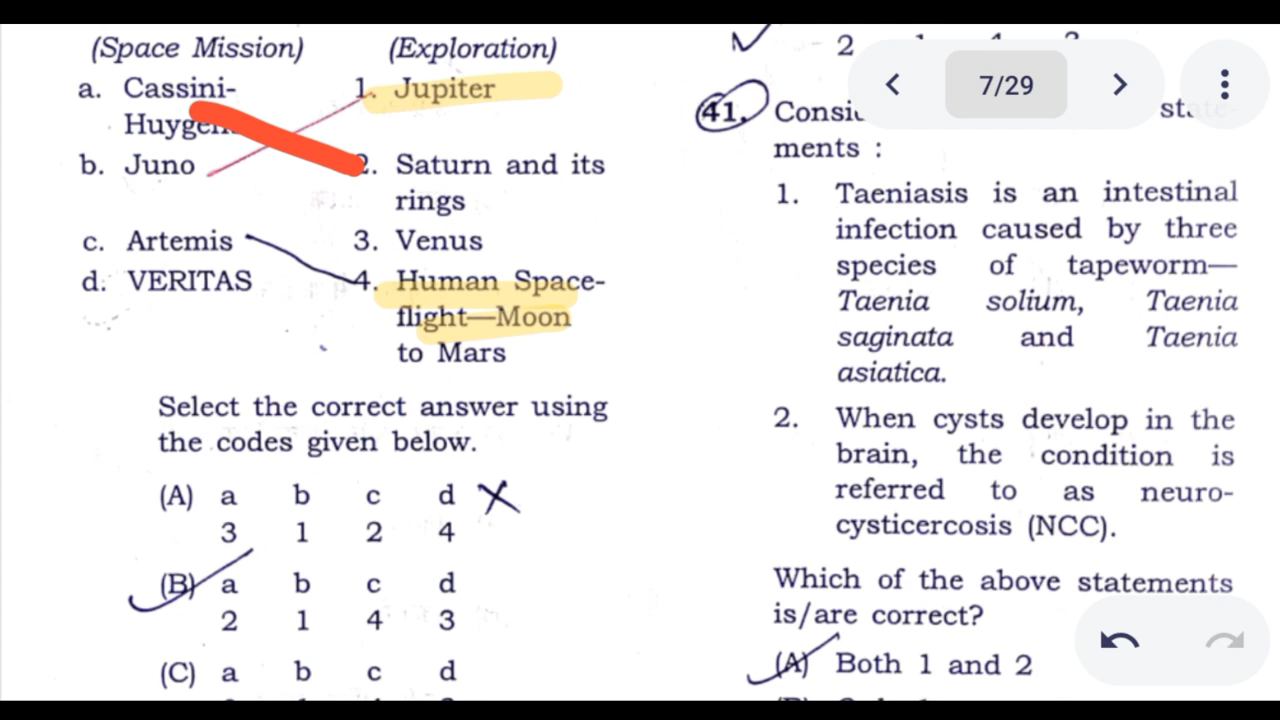 (Space Mission) (Exploration)
a. Cassini- 1. Jupiter
Huygen
b. Juno 2. Saturn and its
rings
c. Artemis 3. Venus
d. VERITAS 4. Human Space-
flight—Moon
to Mars
Select the correct answer using
the codes given below.
(A) a b c d
3 1 2 4
(B) a b c d
2 1 4 3
(C) a b c d
2
7/29
41.
ments :
1. Taeniasis is an intestinal
infection caused by three
species of tapeworm—
Taenia solium, Taenia
saginata and Taenia
asiatica.
2. When cysts develop in the
brain, the condition is
referred to as neuro-
cysticercosis (NCC).
Which of the above statements
is/are correct?
(A) Both 1 and 2